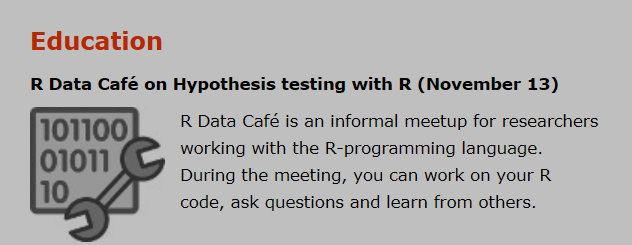 Education
R Data Café on Hypothesis testing with R (November 13)
101100
01011
10
R Data Café is an informal meetup for researchers
working with the R-programming language.
During the meeting, you can work on your R
code, ask questions and learn from others.